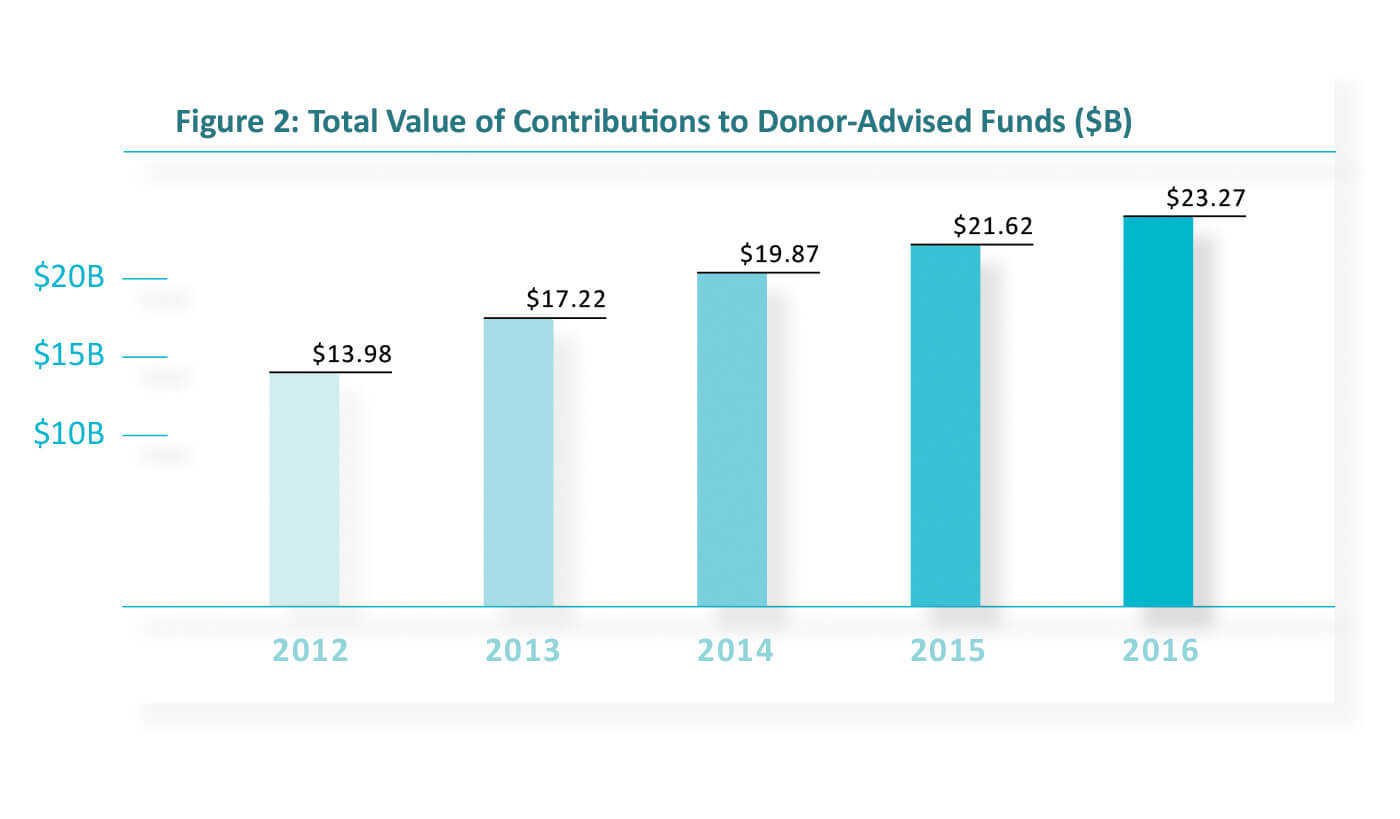 Figure 2: Total Value of Contributions to Donor-Advised Funds ($B)
$23.27
$21.62
$19.87
$20B
$17.22
$15B
$13.98
$10B
2012 2013 2014 2015 2016